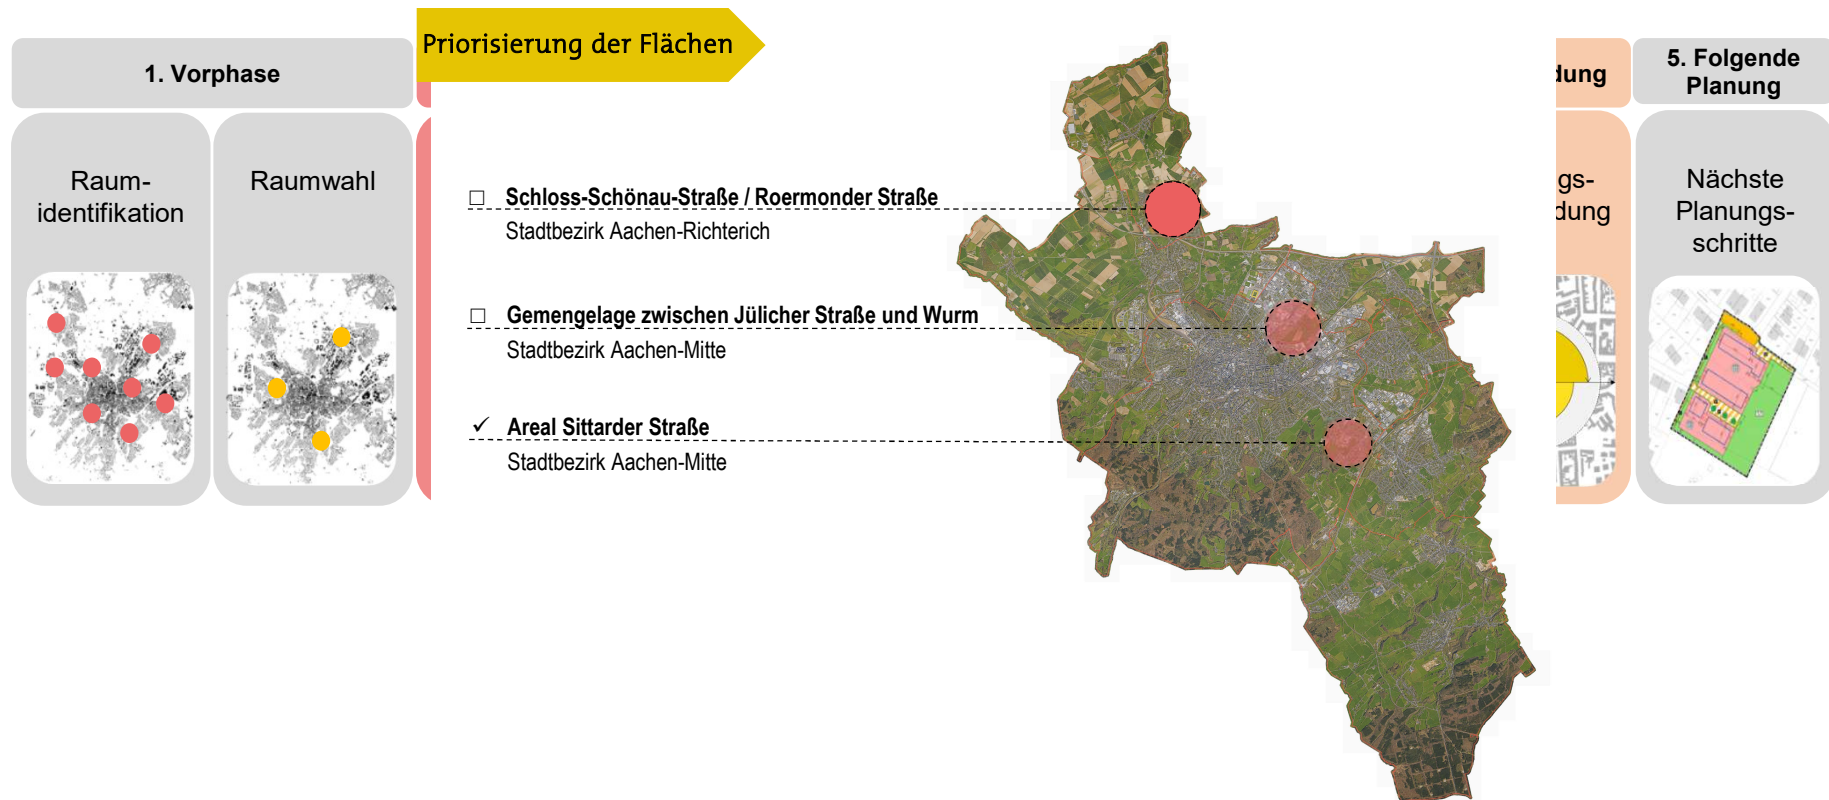 Priorisierung der Flächen
1. Vorphase
Raum-
identifikation
Raumwahl
☐ Schloss-Schönau-Straße / Roermonder Straße
Stadtbezirk Aachen-Richterich
☐ Gemengelage zwischen Jülicher Straße und Wurm
Stadtbezirk Aachen-Mitte
✓ Areal Sittarder Straße
Stadtbezirk Aachen-Mitte
dung
gs-
dung
5. Folgende
Planung
Nächste
Planungs-
schritte